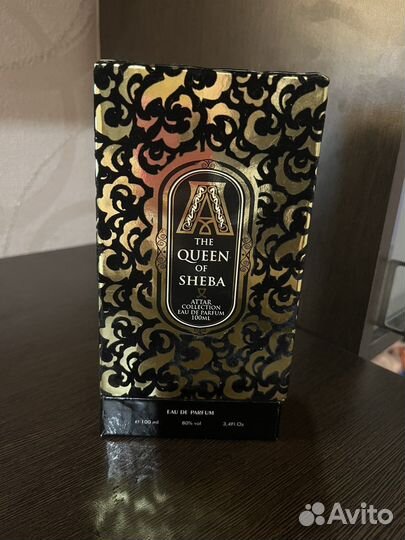 A
THE
QUEEN
OF
SHEBA
ATTAR
COLLECTION
EAU DE PARFUM
100ML
EAU DE PARFUM
e 100 ml 80% vol 3,4Fl.Oz
Avito